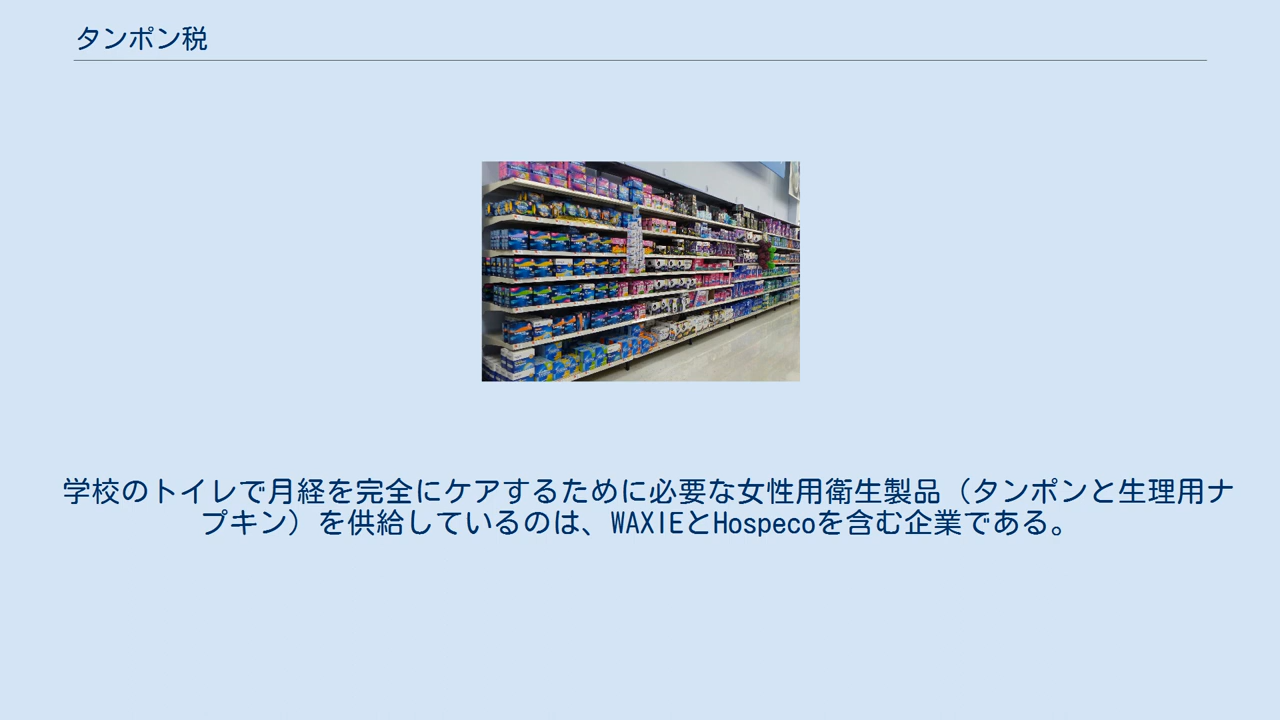 タンポン税
学校のトイレで月経を完全にケアするために必要な女性用衛生製品（タンポンと生理用ナ
プキン）を供給しているのは、WAXIEとHospecoを含む企業である。